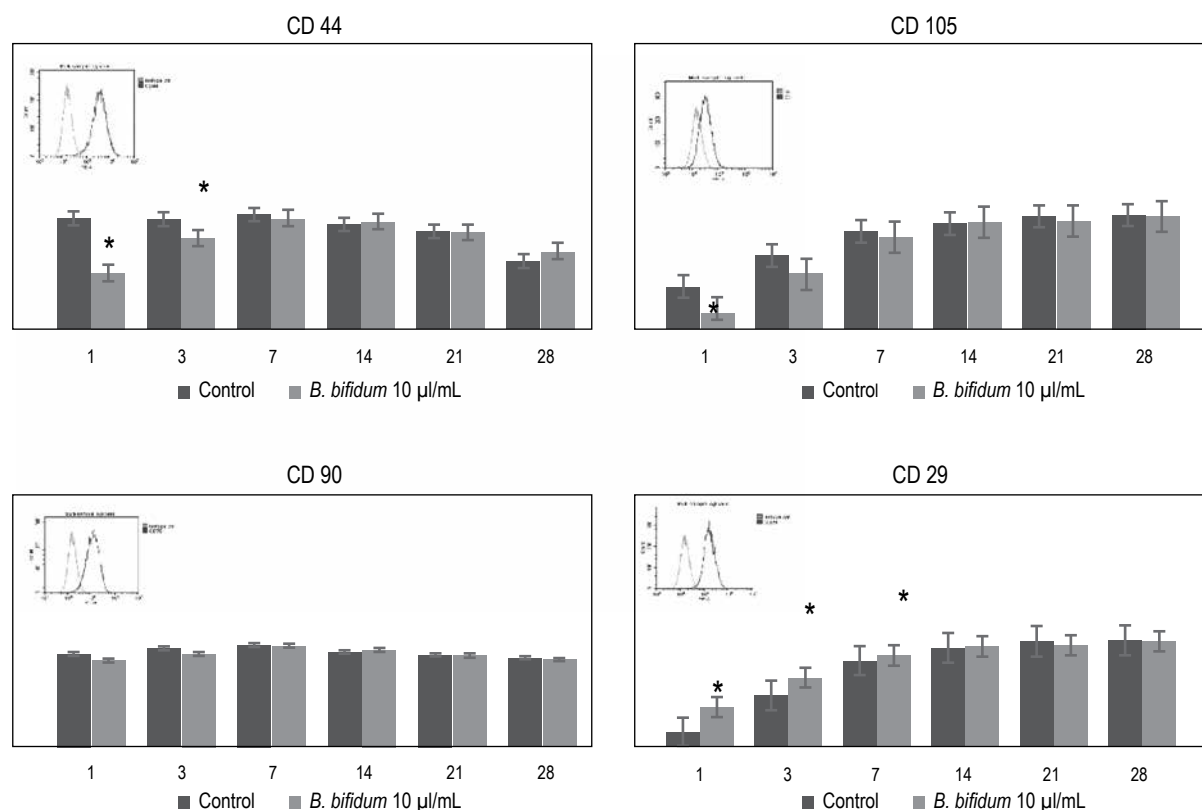 CD 44
*
*
1 3 7 14 21 28
Control B. bifidum 10 µl/mL
CD 105
*
1 3 7 14 21 28
Control B. bifidum 10 µl/mL
CD 90
1 3 7 14 21 28
Control B. bifidum 10 µl/mL
CD 29
* *
*
1 3 7 14 21 28
Control B. bifidum 10 µl/mL